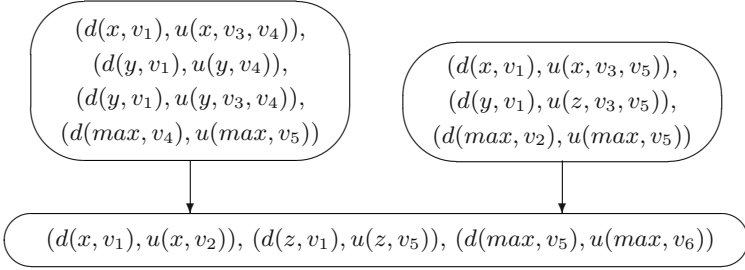 (d(x, v₁), u(x, v₃, v₄)),
(d(y, v₁), u(y, v₄)),
(d(y, v₁), u(y, v₃, v₄)),
(d(max, v₄), u(max, v₅))
(d(x, v₁), u(x, v₃, v₅)),
(d(y, v₁), u(z, v₃, v₅)),
(d(max, v₂), u(max, v₅))
(d(x, v₁), u(x, v₂)), (d(z, v₁), u(z, v₅)), (d(max, v₅), u(max, v₆))